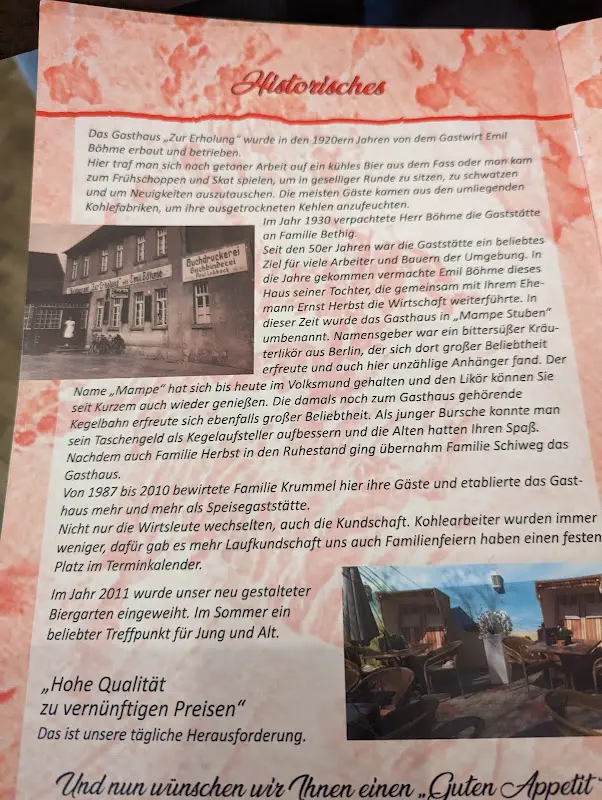 Historisches
Das Gasthaus „Zur Erholung“ wurde in den 1920ern Jahren von dem Gastwirt Emil
Böhme erbaut und betrieben.
Hier traf man sich nach getaner Arbeit auf ein kühles Bier aus dem Fass oder man kam
zum Frühschoppen und Skat spielen, um in geselliger Runde zu sitzen, zu schwatzen
und um Neuigkeiten auszutauschen. Die meisten Gäste kamen aus den umliegenden
Kohlefabriken, um ihre ausgetrockneten Kehlen anzufeuchten.
Im Jahr 1930 verpachtete Herr Böhme die Gaststätte
an Familie Bethig.
Seit den 50er Jahren war die Gaststätte ein beliebtes
Ziel für viele Arbeiter und Bauern der Umgebung. In
die Jahre gekommen vermachte Emil Böhme dieses
Haus seiner Tochter, die gemeinsam mit Ihrem Ehe-
mann Ernst Herbst die Wirtschaft weiterführte. In
dieser Zeit wurde das Gasthaus in „Mampe Stuben“
umbenannt. Namensgeber war ein bittersüßer Kräu-
terlikör aus Berlin, der sich dort großer Beliebtheit
erfreute und auch hier unzählige Anhänger fand. Der
Name „Mampe“ hat sich bis heute im Volksmund gehalten und den Likör können Sie
seit Kurzem auch wieder genießen. Die damals noch zum Gasthaus gehörende
Kegelbahn erfreute sich ebenfalls großer Beliebtheit. Als junger Bursche konnte man
sein Taschengeld als Kegelaufsteller aufbessern und die Alten hatten Ihren Spaß.
Nachdem auch Familie Herbst in den Ruhestand ging übernahm Familie Schiweg das
Gasthaus.
Von 1987 bis 2010 bewirtete Familie Krummel hier ihre Gäste und etablierte das Gast-
haus mehr und mehr als Speisegaststätte.
Nicht nur die Wirtsleute wechselten, auch die Kundschaft. Kohlearbeiter wurden immer
weniger, dafür gab es mehr Laufkundschaft uns auch Familienfeiern haben einen festen
Platz im Terminkalender.
Im Jahr 2011 wurde unser neu gestalteter
Biergarten eingeweiht. Im Sommer ein
beliebter Treffpunkt für Jung und Alt.
„Hohe Qualität
zu vernünftigen Preisen“
Das ist unsere tägliche Herausforderung.
Und nun wünschen wir Ihnen einen „Guten Appetit“
Emil Böhme
Buchdruckerei
Buchbinderei